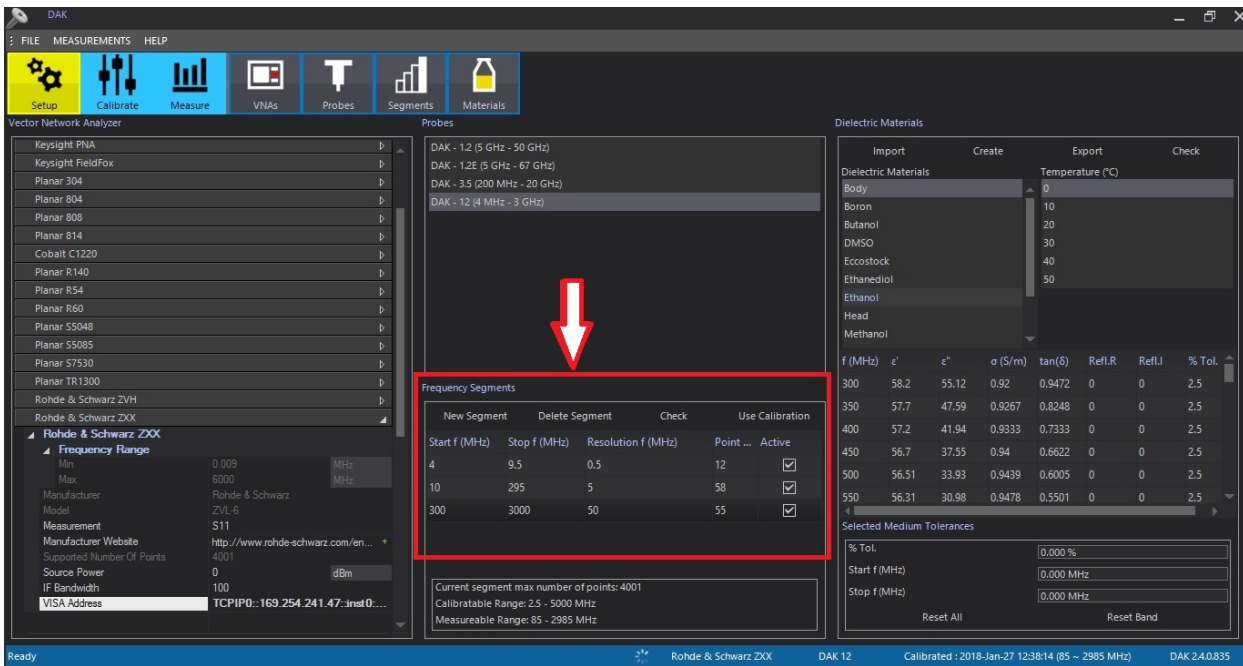 DAK
FILE MEASUREMENTS HELP
Setup Calibrate Measure VNAs Probes Segments Materials
Vector Network Analyzer
Keysight PNA
Keysight FieldFox
Planar 304
Planar 804
Planar 808
Planar 814
Cobalt C1220
Planar R140
Planar R54
Planar R60
Planar S5048
Planar S5085
Planar S7530
Planar TR1300
Rohde & Schwarz ZVH
Rohde & Schwarz ZXX
Rohde & Schwarz ZXX
Frequency Range
Min 0.009 MHz
Max 6000 MHz
Manufacturer Rohde & Schwarz
Model ZVL-6
Measurement S11
Manufacturer Website http://www.rohde-schwarz.com/en...
Supported Number Of Points 4001
Source Power 0 dBm
IF Bandwidth 100
VISA Address TCPIP0::169.254.241.47::inst0:...
Probes
DAK - 1.2 (5 GHz - 50 GHz)
DAK - 1.2E (5 GHz - 67 GHz)
DAK - 3.5 (200 MHz - 20 GHz)
DAK - 12 (4 MHz - 3 GHz)
Frequency Segments
New Segment Delete Segment Check Use Calibration
Start f (MHz) Stop f (MHz) Resolution f (MHz) Point ... Active
4 9.5 0.5 12
10 295 5 58
300 3000 50 55
Current segment max number of points: 4001
Calibratable Range: 2.5 - 5000 MHz
Measureable Range: 85 - 2985 MHz
Dielectric Materials
Import Create Export Check
Dielectric Materials Temperature (°C)
Body 0
Boron 10
Butanol 20
DMSO 30
Eccostock 40
Ethanediol 50
Ethanol
Head
Methanol
f (MHz) ε' ε" σ (S/m) tan(δ) Refl.R Refl.I % Tol.
300 58.2 55.12 0.92 0.9472 0 0 2.5
350 57.7 47.59 0.9267 0.8248 0 0 2.5
400 57.2 41.94 0.9333 0.7333 0 0 2.5
450 56.7 37.55 0.94 0.6622 0 0 2.5
500 56.51 33.93 0.9439 0.6005 0 0 2.5
550 56.31 30.98 0.9478 0.5501 0 0 2.5
Selected Medium Tolerances
% Tol. 0.000 %
Start f (MHz) 0.000 MHz
Stop f (MHz) 0.000 MHz
Reset All Reset Band
Ready Rohde & Schwarz ZXX DAK 12 Calibrated : 2018-Jan-27 12:38:14 (85 ~ 2985 MHz) DAK 2.4.0.835